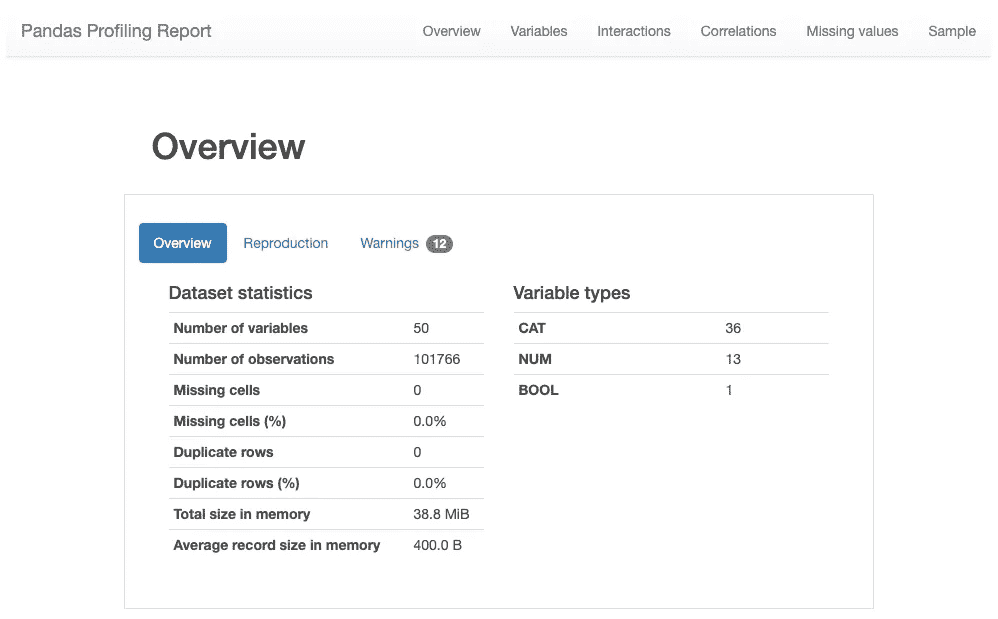 Pandas Profiling Report Overview Variables Interactions Correlations Missing values Sample
Overview
Overview Reproduction Warnings 12
Dataset statistics
Number of variables 50
Number of observations 101766
Missing cells 0
Missing cells (%) 0.0%
Duplicate rows 0
Duplicate rows (%) 0.0%
Total size in memory 38.8 MiB
Average record size in memory 400.0 B
Variable types
CAT 36
NUM 13
BOOL 1